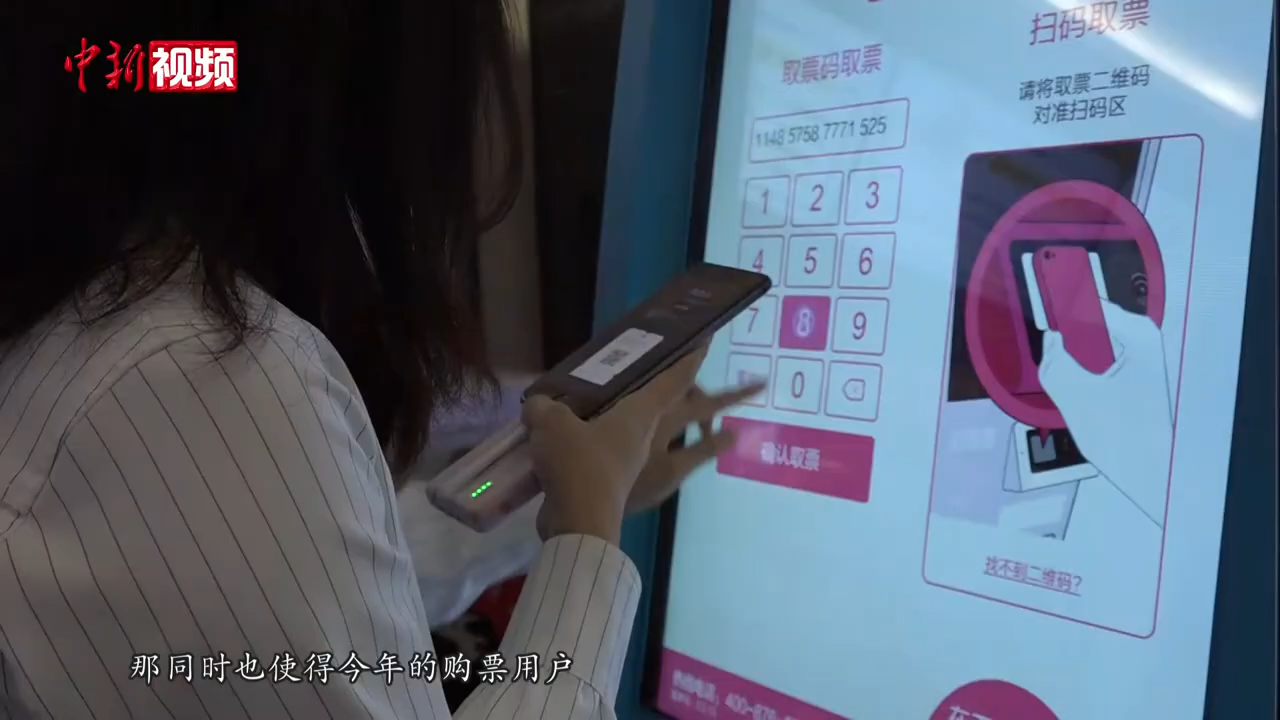 中新视频
取票码取票
1148 5758 7771 525
1 2 3
4 5 6
7 8 9
0
确认取票
扫码取票
请将取票二维码
对准扫码区
找不到二维码?
那同时也使得今年的购票用户